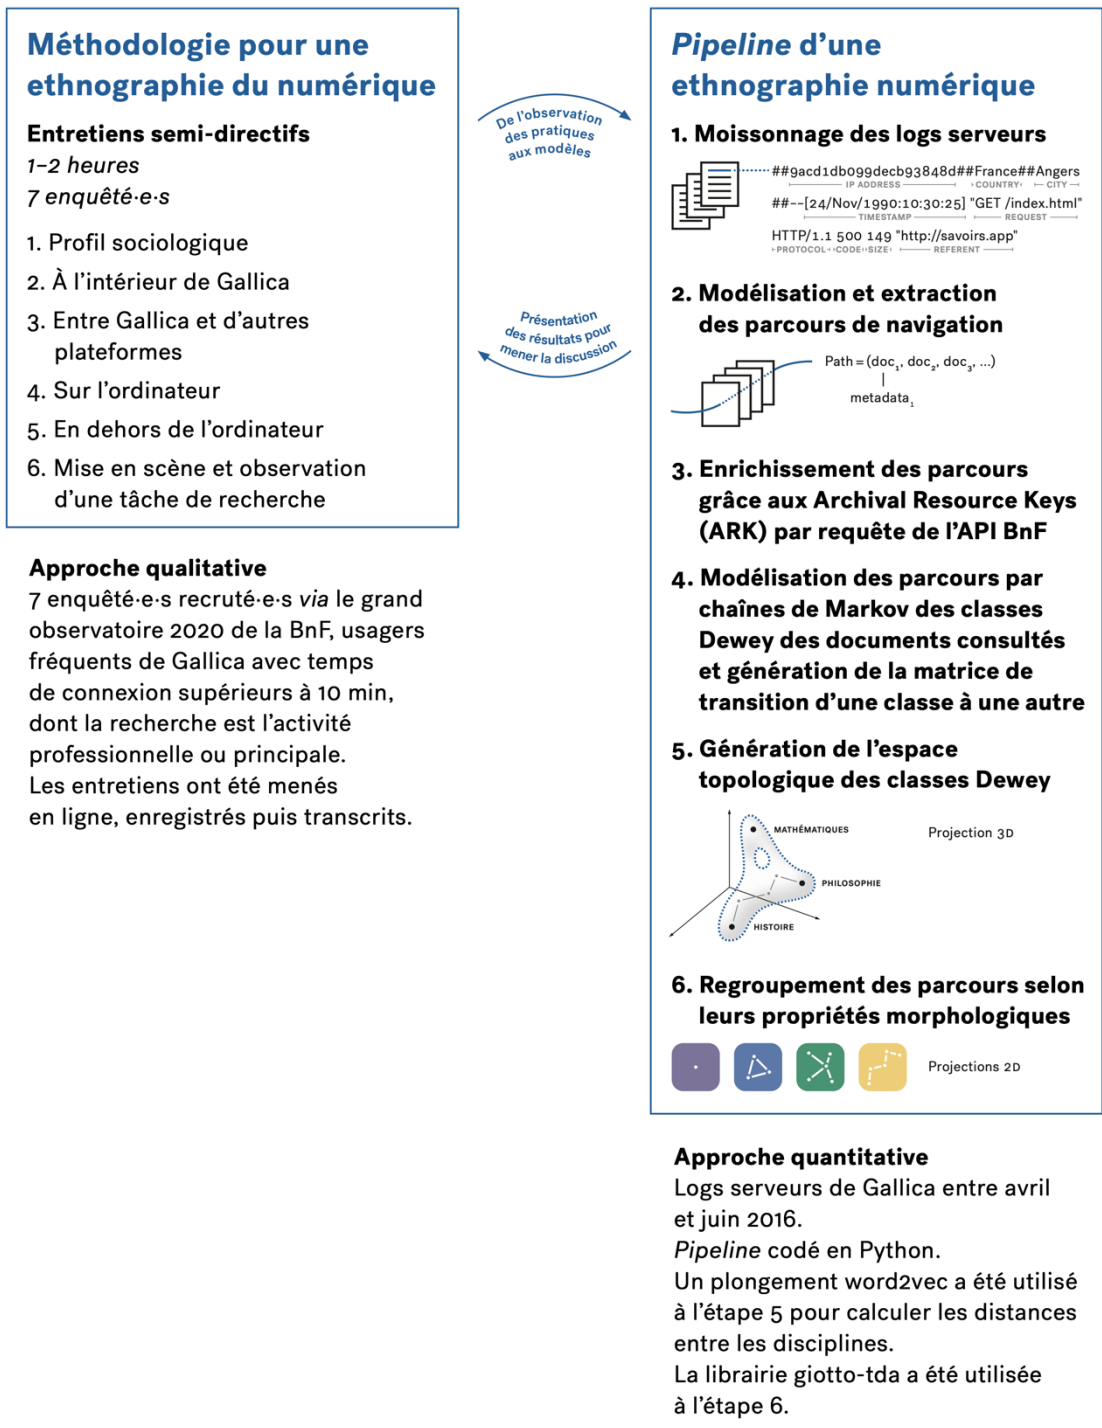 Méthodologie pour une
ethnographie du numérique
Entretiens semi-directifs
1–2 heures
7 enquêté·e·s
1. Profil sociologique
2. À l'intérieur de Gallica
3. Entre Gallica et d'autres
plateformes
4. Sur l'ordinateur
5. En dehors de l'ordinateur
6. Mise en scène et observation
d'une tâche de recherche
Approche qualitative
7 enquêté·e·s recruté·e·s via le grand
observatoire 2020 de la BnF, usagers
fréquents de Gallica avec temps
de connexion supérieurs à 10 min,
dont la recherche est l'activité
professionnelle ou principale.
Les entretiens ont été menés
en ligne, enregistrés puis transcrits.
De l'observation
des pratiques
aux modèles
Présentation
des résultats pour
mener la discussion
Pipeline d'une
ethnographie numérique
1. Moissonnage des logs serveurs
##9acd1db099decb93848d##France##Angers
IP ADDRESS COUNTRY CITY
##--[24/Nov/1990:10:30:25] "GET /index.html"
TIMESTAMP REQUEST
HTTP/1.1 500 149 "http://savoirs.app"
PROTOCOL CODE SIZE REFERENT
2. Modélisation et extraction
des parcours de navigation
Path = (doc1, doc2, doc3, ...)
metadata1
3. Enrichissement des parcours
grâce aux Archival Resource Keys
(ARK) par requête de l'API BnF
4. Modélisation des parcours par
chaînes de Markov des classes
Dewey des documents consultés
et génération de la matrice de
transition d'une classe à une autre
5. Génération de l'espace
topologique des classes Dewey
MATHÉMATIQUES
Projection 3D
PHILOSOPHIE
HISTOIRE
6. Regroupement des parcours selon
leurs propriétés morphologiques
Projections 2D
Approche quantitative
Logs serveurs de Gallica entre avril
et juin 2016.
Pipeline codé en Python.
Un plongement word2vec a été utilisé
à l'étape 5 pour calculer les distances
entre les disciplines.
La librairie giotto-tda a été utilisée
à l'étape 6.